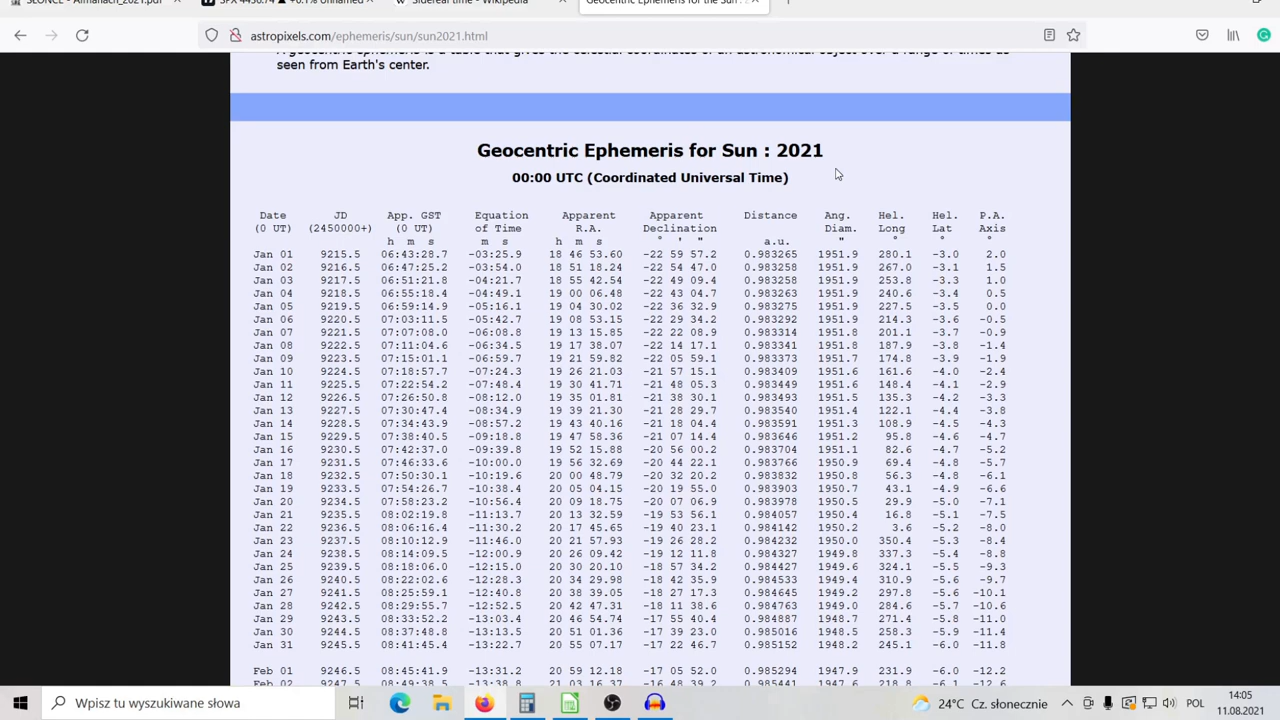 SŁOŃCE - Almanach_2021.pdf
SPX 4436.74 ▲ +0.1% Unnamed
Sidereal time - Wikipedia
Geocentric Ephemeris for the Sun :
astropixels.com/ephemeris/sun/sun2021.html
A geocentric ephemeris is a table that gives the celestial coordinates of an astronomical object over a range of times as
seen from Earth's center.
Geocentric Ephemeris for Sun : 2021
00:00 UTC (Coordinated Universal Time)
Date JD App. GST Equation Apparent Apparent Distance Ang. Hel. Hel. P.A.
(0 UT) (2450000+) (0 UT) of Time R.A. Declination Diam. Long Lat Axis
h m s m s h m s ° ' " a.u. " ° ° °
Jan 01 9215.5 06:43:28.7 -03:25.9 18 46 53.60 -22 59 57.2 0.983265 1951.9 280.1 -3.0 2.0
Jan 02 9216.5 06:47:25.2 -03:54.0 18 51 18.24 -22 54 47.0 0.983258 1951.9 267.0 -3.1 1.5
Jan 03 9217.5 06:51:21.8 -04:21.7 18 55 42.54 -22 49 09.4 0.983258 1951.9 253.8 -3.3 1.0
Jan 04 9218.5 06:55:18.4 -04:49.1 19 00 06.48 -22 43 04.7 0.983263 1951.9 240.6 -3.4 0.5
Jan 05 9219.5 06:59:14.9 -05:16.1 19 04 30.02 -22 36 32.9 0.983275 1951.9 227.5 -3.5 0.0
Jan 06 9220.5 07:03:11.5 -05:42.7 19 08 53.15 -22 29 34.2 0.983292 1951.9 214.3 -3.6 -0.5
Jan 07 9221.5 07:07:08.0 -06:08.8 19 13 15.85 -22 22 08.9 0.983314 1951.8 201.1 -3.7 -0.9
Jan 08 9222.5 07:11:04.6 -06:34.5 19 17 38.07 -22 14 17.1 0.983341 1951.8 187.9 -3.8 -1.4
Jan 09 9223.5 07:15:01.1 -06:59.7 19 21 59.82 -22 05 59.1 0.983373 1951.7 174.8 -3.9 -1.9
Jan 10 9224.5 07:18:57.7 -07:24.3 19 26 21.03 -21 57 15.1 0.983409 1951.6 161.6 -4.0 -2.4
Jan 11 9225.5 07:22:54.2 -07:48.4 19 30 41.71 -21 48 05.3 0.983449 1951.6 148.4 -4.1 -2.9
Jan 12 9226.5 07:26:50.8 -08:12.0 19 35 01.81 -21 38 30.1 0.983493 1951.5 135.3 -4.2 -3.3
Jan 13 9227.5 07:30:47.4 -08:34.9 19 39 21.30 -21 28 29.7 0.983540 1951.4 122.1 -4.4 -3.8
Jan 14 9228.5 07:34:43.9 -08:57.2 19 43 40.16 -21 18 04.4 0.983591 1951.3 108.9 -4.5 -4.3
Jan 15 9229.5 07:38:40.5 -09:18.8 19 47 58.36 -21 07 14.4 0.983646 1951.2 95.8 -4.6 -4.7
Jan 16 9230.5 07:42:37.0 -09:39.8 19 52 15.88 -20 56 00.2 0.983704 1951.1 82.6 -4.7 -5.2
Jan 17 9231.5 07:46:33.6 -10:00.0 19 56 32.69 -20 44 22.1 0.983766 1950.9 69.4 -4.8 -5.7
Jan 18 9232.5 07:50:30.1 -10:19.6 20 00 48.79 -20 32 20.2 0.983832 1950.8 56.3 -4.8 -6.1
Jan 19 9233.5 07:54:26.7 -10:38.4 20 05 04.15 -20 19 55.0 0.983903 1950.7 43.1 -4.9 -6.6
Jan 20 9234.5 07:58:23.2 -10:56.4 20 09 18.75 -20 07 06.9 0.983978 1950.5 29.9 -5.0 -7.1
Jan 21 9235.5 08:02:19.8 -11:13.7 20 13 32.59 -19 53 56.1 0.984057 1950.4 16.8 -5.1 -7.5
Jan 22 9236.5 08:06:16.4 -11:30.2 20 17 45.65 -19 40 23.1 0.984142 1950.2 3.6 -5.2 -8.0
Jan 23 9237.5 08:10:12.9 -11:46.0 20 21 57.93 -19 26 28.2 0.984232 1950.0 350.4 -5.3 -8.4
Jan 24 9238.5 08:14:09.5 -12:00.9 20 26 09.42 -19 12 11.8 0.984327 1949.8 337.3 -5.4 -8.8
Jan 25 9239.5 08:18:06.0 -12:15.0 20 30 20.10 -18 57 34.2 0.984427 1949.6 324.1 -5.5 -9.3
Jan 26 9240.5 08:22:02.6 -12:28.3 20 34 29.98 -18 42 35.9 0.984533 1949.4 310.9 -5.6 -9.7
Jan 27 9241.5 08:25:59.1 -12:40.8 20 38 39.05 -18 27 17.3 0.984645 1949.2 297.8 -5.6 -10.1
Jan 28 9242.5 08:29:55.7 -12:52.5 20 42 47.31 -18 11 38.6 0.984763 1949.0 284.6 -5.7 -10.6
Jan 29 9243.5 08:33:52.2 -13:03.4 20 46 54.74 -17 55 40.4 0.984887 1948.7 271.4 -5.8 -11.0
Jan 30 9244.5 08:37:48.8 -13:13.5 20 51 01.36 -17 39 23.0 0.985016 1948.5 258.3 -5.9 -11.4
Jan 31 9245.5 08:41:45.4 -13:22.7 20 55 07.17 -17 22 46.7 0.985152 1948.2 245.1 -6.0 -11.8
Feb 01 9246.5 08:45:41.9 -13:31.2 20 59 12.18 -17 05 52.0 0.985294 1947.9 231.9 -6.0 -12.2
Feb 02 9247.5 08:49:38.5 -13:38.8 21 03 16.37 -16 48 39.2 0.985441 1947.6 218.8 -6.1 -12.6
Wpisz tu wyszukiwane słowa
24°C Cz. słonecznie
POL
14:05
11.08.2021